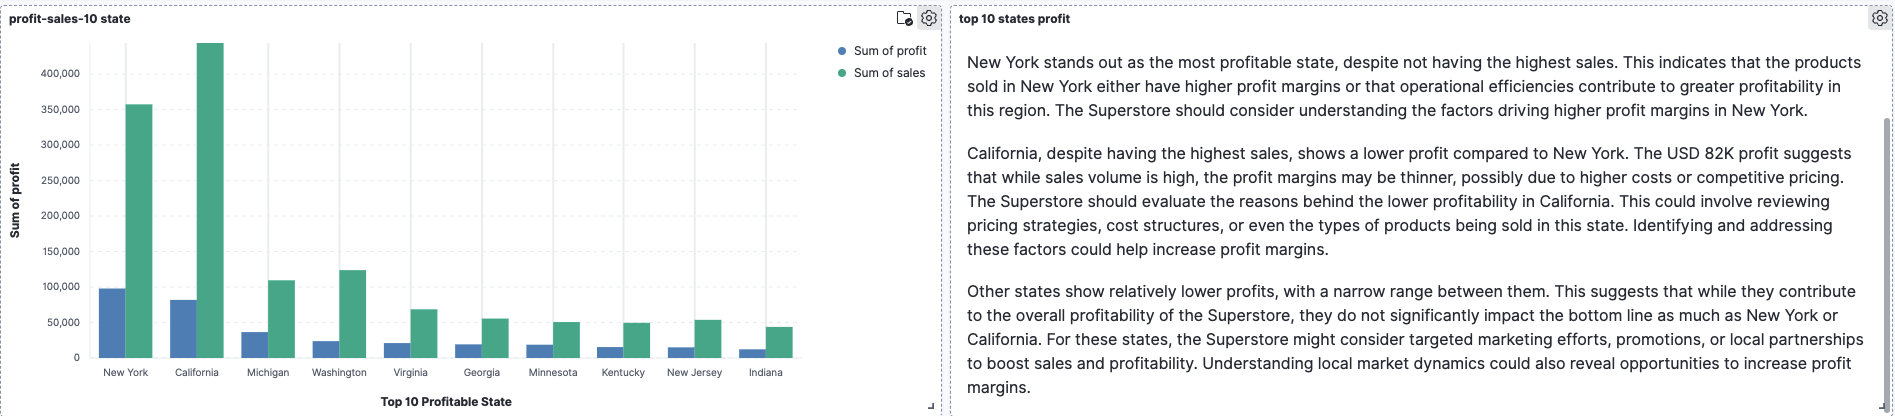 profit-sales-10 state
Sum of profit
Sum of sales
Sum of profit
400,000
350,000
300,000
250,000
200,000
150,000
100,000
50,000
0
New York
California
Michigan
Washington
Virginia
Georgia
Minnesota
Kentucky
New Jersey
Indiana
Top 10 Profitable State
top 10 states profit
New York stands out as the most profitable state, despite not having the highest sales. This indicates that the products
sold in New York either have higher profit margins or that operational efficiencies contribute to greater profitability in
this region. The Superstore should consider understanding the factors driving higher profit margins in New York.
California, despite having the highest sales, shows a lower profit compared to New York. The USD 82K profit suggests
that while sales volume is high, the profit margins may be thinner, possibly due to higher costs or competitive pricing.
The Superstore should evaluate the reasons behind the lower profitability in California. This could involve reviewing
pricing strategies, cost structures, or even the types of products being sold in this state. Identifying and addressing
these factors could help increase profit margins.
Other states show relatively lower profits, with a narrow range between them. This suggests that while they contribute
to the overall profitability of the Superstore, they do not significantly impact the bottom line as much as New York or
California. For these states, the Superstore might consider targeted marketing efforts, promotions, or local partnerships
to boost sales and profitability. Understanding local market dynamics could also reveal opportunities to increase profit
margins.